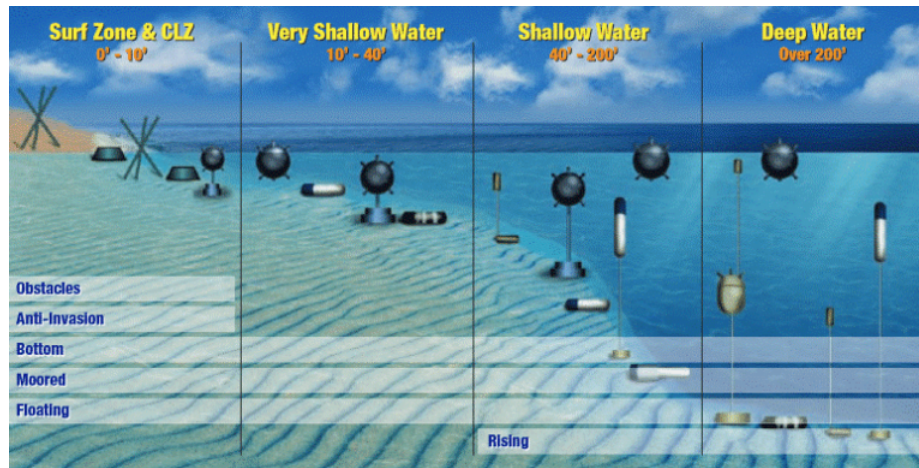 Surf Zone & CLZ
0' - 10'
Very Shallow Water
10' - 40'
Shallow Water
40' - 200'
Deep Water
Over 200'
Obstacles
Anti-Invasion
Bottom
Moored
Floating
Rising